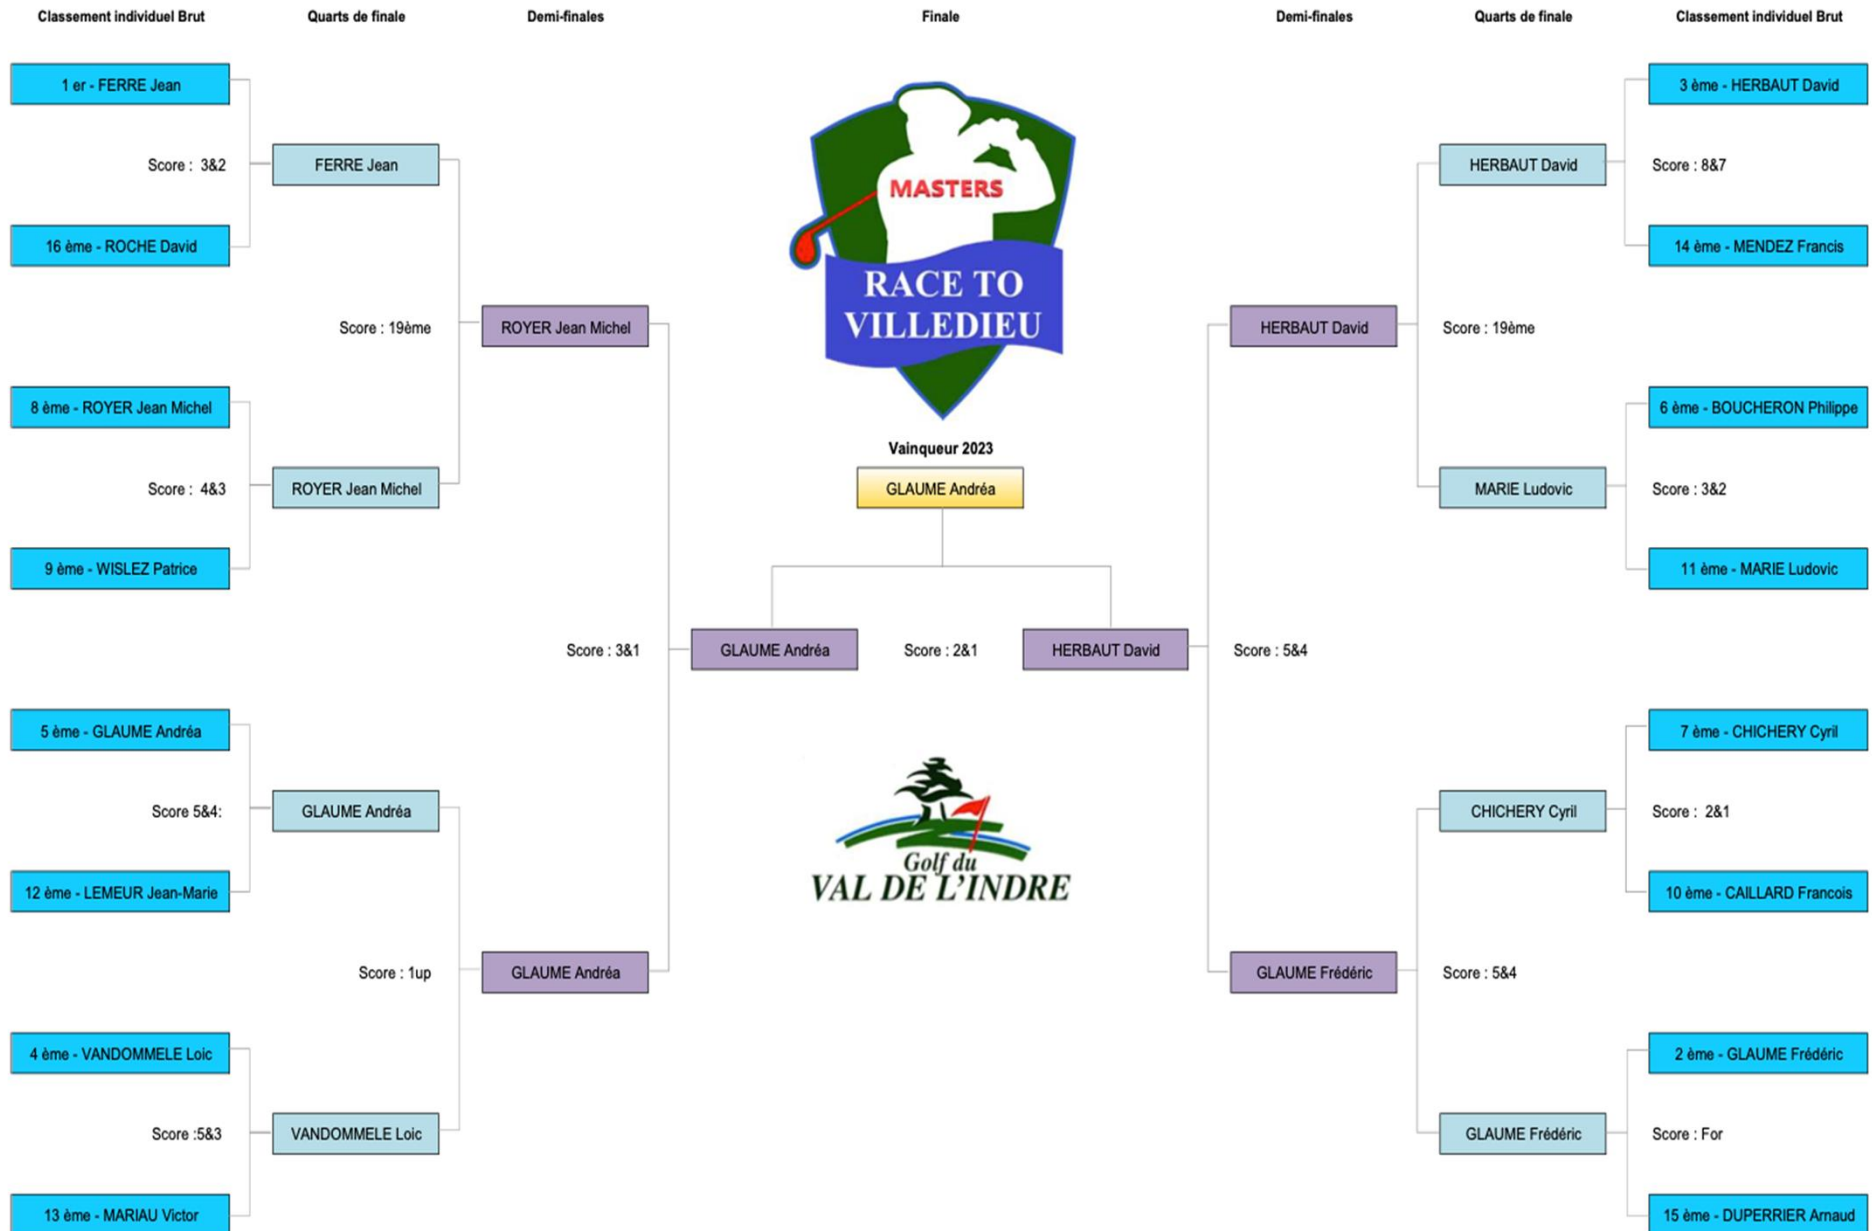 Classement individuel Brut
Quarts de finale
Demi-finales
Finale
Demi-finales
Quarts de finale
Classement individuel Brut
1 er - FERRE Jean
3 ème - HERBAUT David
Score : 3&2
FERRE Jean
HERBAUT David
Score : 8&7
MASTERS
16 ème - ROCHE David
14 ème - MENDEZ Francis
RACE TO
VILLEDIEU
Score : 19ème
ROYER Jean Michel
HERBAUT David
Score : 19ème
8 ème - ROYER Jean Michel
6 ème - BOUCHERON Philippe
Vainqueur 2023
Score : 4&3
ROYER Jean Michel
GLAUME Andréa
MARIE Ludovic
Score : 3&2
9 ème - WISLEZ Patrice
11 ème - MARIE Ludovic
Score : 3&1
GLAUME Andréa
Score : 2&1
HERBAUT David
Score : 5&4
5 ème - GLAUME Andréa
7 ème - CHICHERY Cyril
Score 5&4:
GLAUME Andréa
CHICHERY Cyril
Score : 2&1
Golf du
VAL DE L'INDRE
12 ème - LEMEUR Jean-Marie
10 ème - CAILLARD Francois
Score : 1up
GLAUME Andréa
GLAUME Frédéric
Score : 5&4
4 ème - VANDOMMELE Loic
2 ème - GLAUME Frédéric
Score :5&3
VANDOMMELE Loic
GLAUME Frédéric
Score : For
13 ème - MARIAU Victor
15 ème - DUPERRIER Arnaud